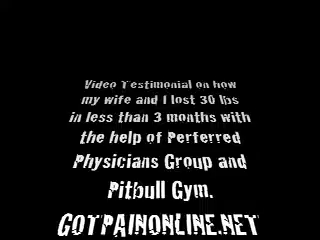 Video Testimonial on how
my wife and I lost 30 lbs
in less than 3 months with
the help of Perferred
Physicians Group and
Pitbull Gym.
GOTPAINONLINE.NET